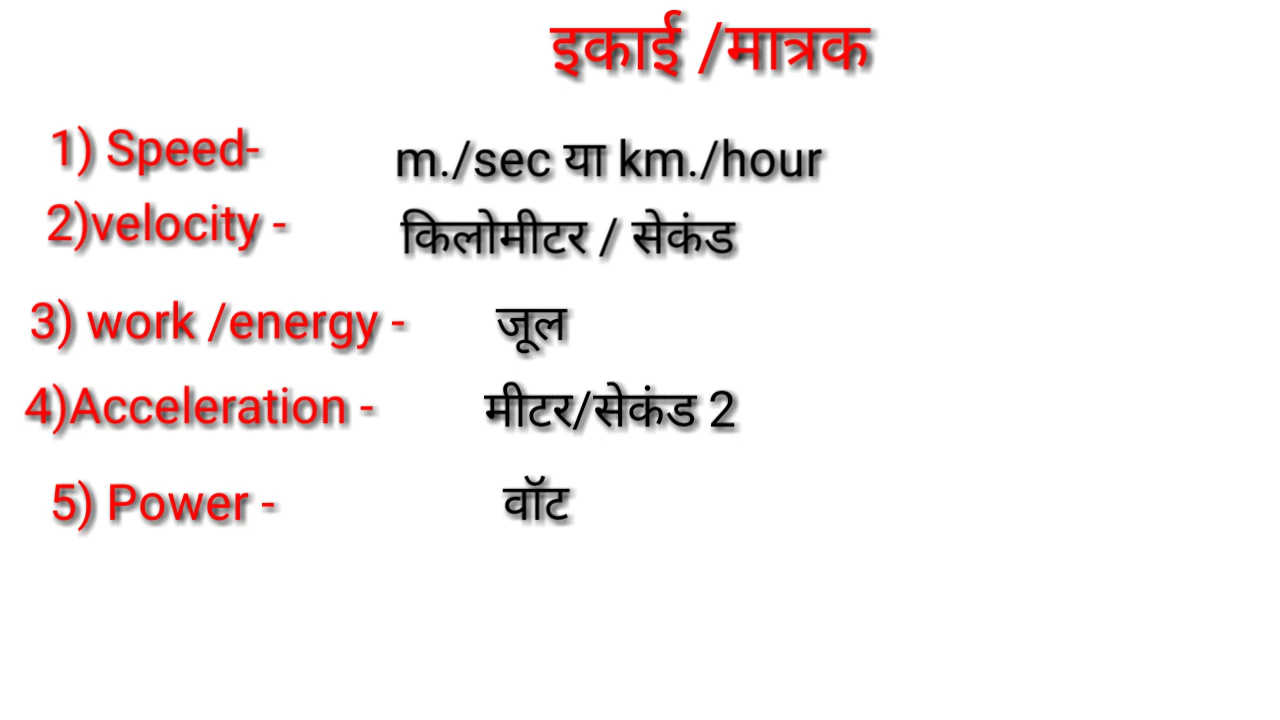 इकाई /मात्रक
1) Speed- m./sec या km./hour
2)velocity - किलोमीटर / सेकंड
3) work /energy - जूल
4)Acceleration - मीटर/सेकंड 2
5) Power - वॉट